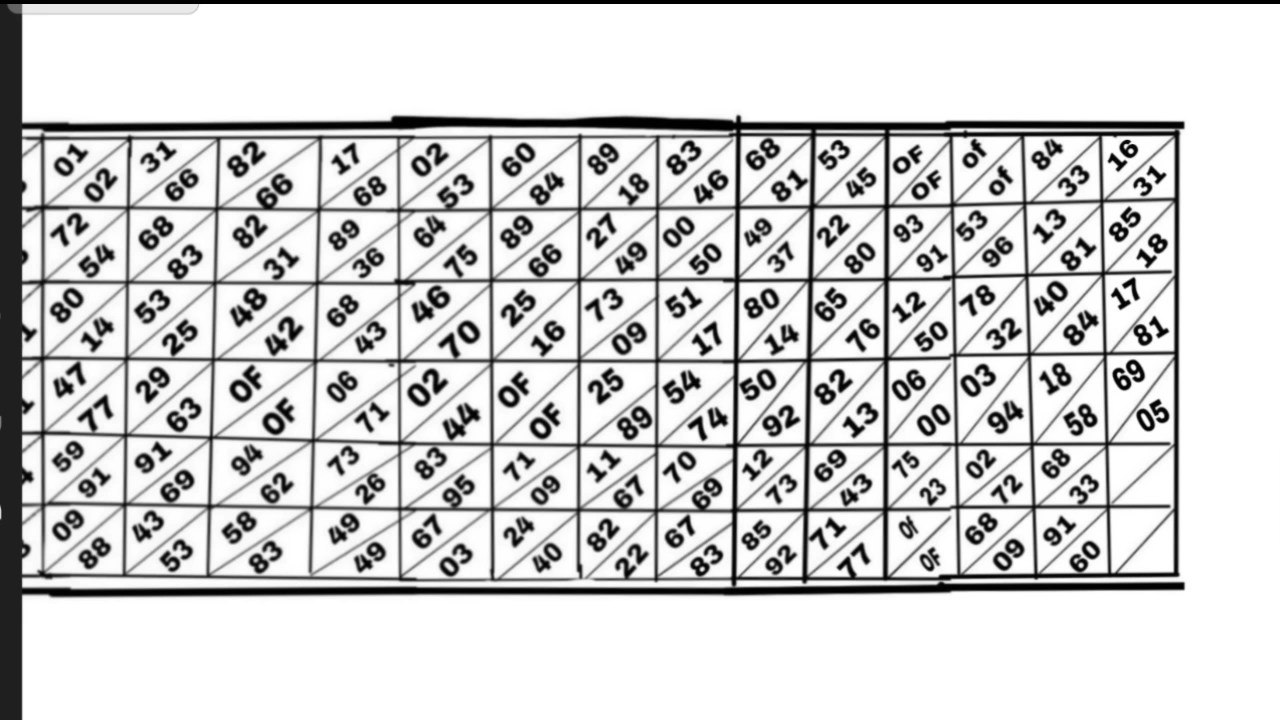 01 31 82 17 02 60 89 83 68 53 OF of 84 16
02 66 66 68 53 84 18 46 81 45 OF of 33 31
72 68 82 89 64 89 27 00 49 22 93 53 13 85
54 83 31 36 75 66 49 50 37 80 91 96 81 18
80 53 48 68 46 25 73 51 80 65 12 78 40 17
14 25 42 43 70 16 09 17 14 76 50 32 84 81
47 29 OF 06 02 OF 25 54 50 82 06 03 18 69
77 63 OF 71 44 OF 89 74 92 13 00 94 58 05
59 91 94 73 83 71 11 70 12 69 75 02 68
91 69 62 26 95 09 67 69 73 43 23 72 33
09 43 58 49 67 24 82 67 85 71 Of 68 91
88 53 83 49 03 40 22 83 92 77 OF 09 60